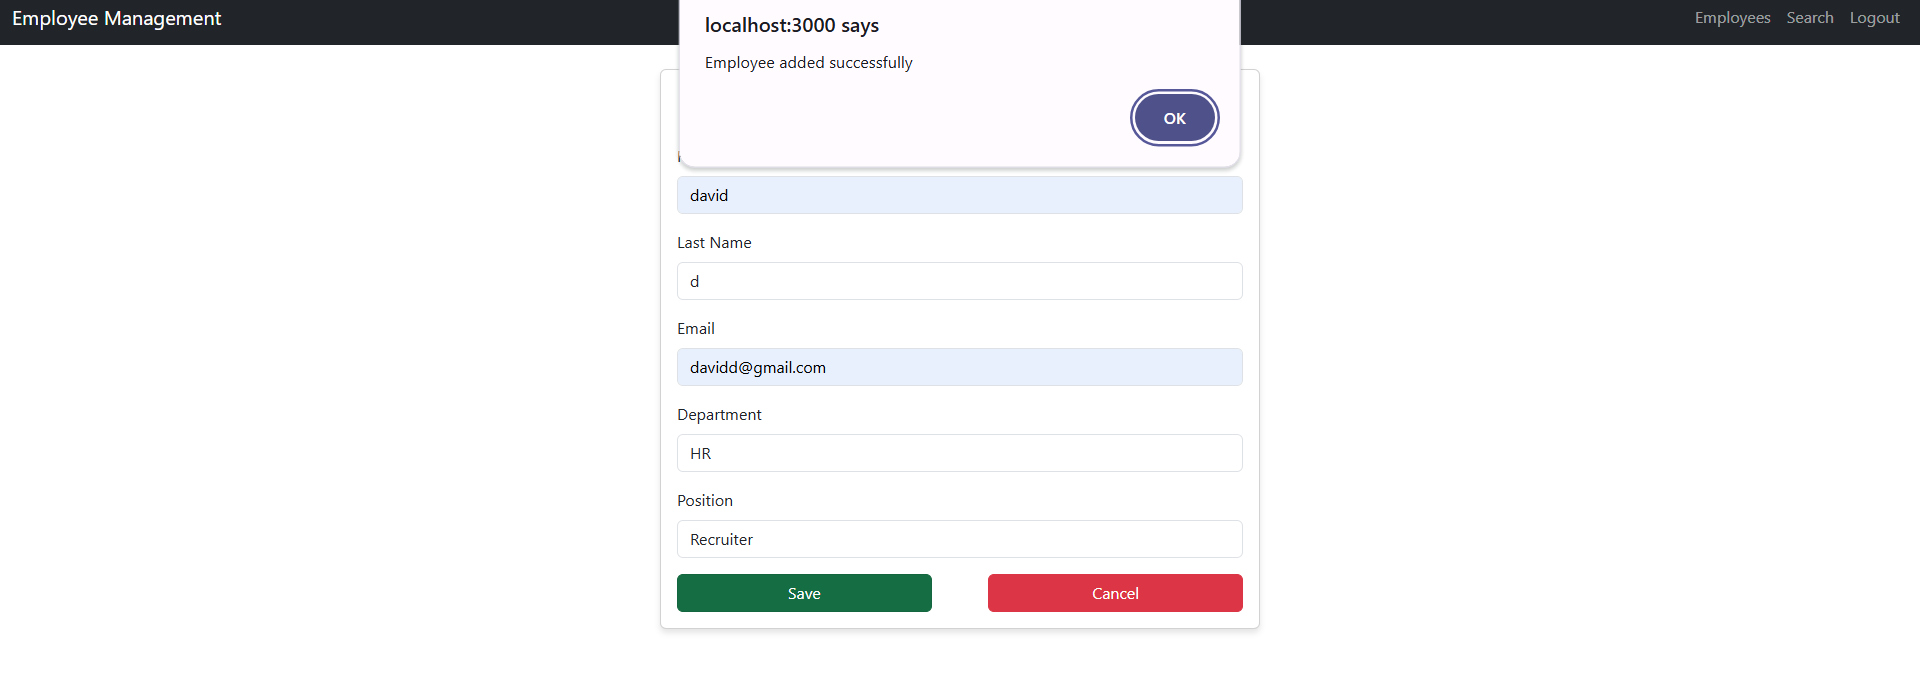 Employee Management
Employees Search Logout
localhost:3000 says
Employee added successfully
OK
david
Last Name
d
Email
davidd@gmail.com
Department
HR
Position
Recruiter
Save
Cancel